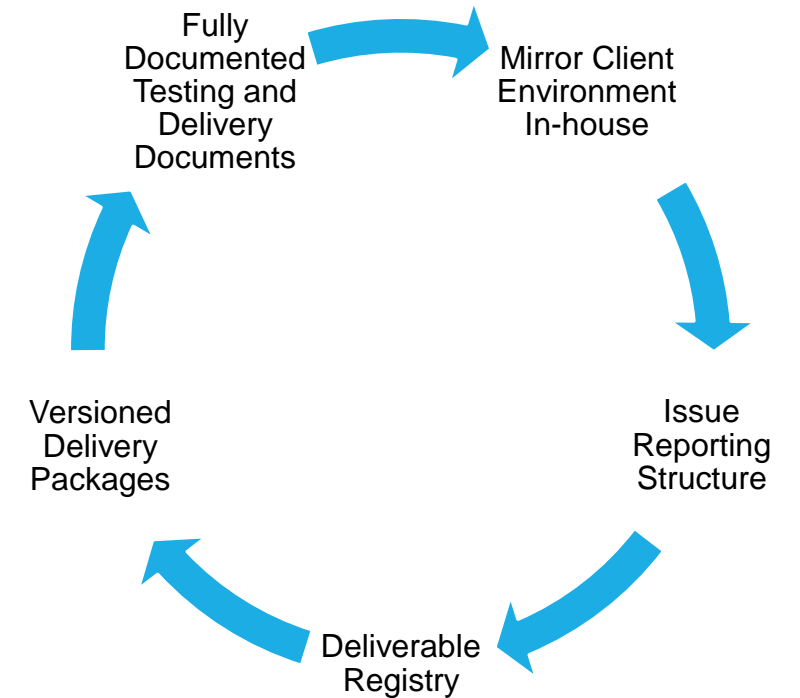 Fully
Documented
Testing and
Delivery
Documents
Mirror Client
Environment
In-house
Issue
Reporting
Structure
Deliverable
Registry
Versioned
Delivery
Packages